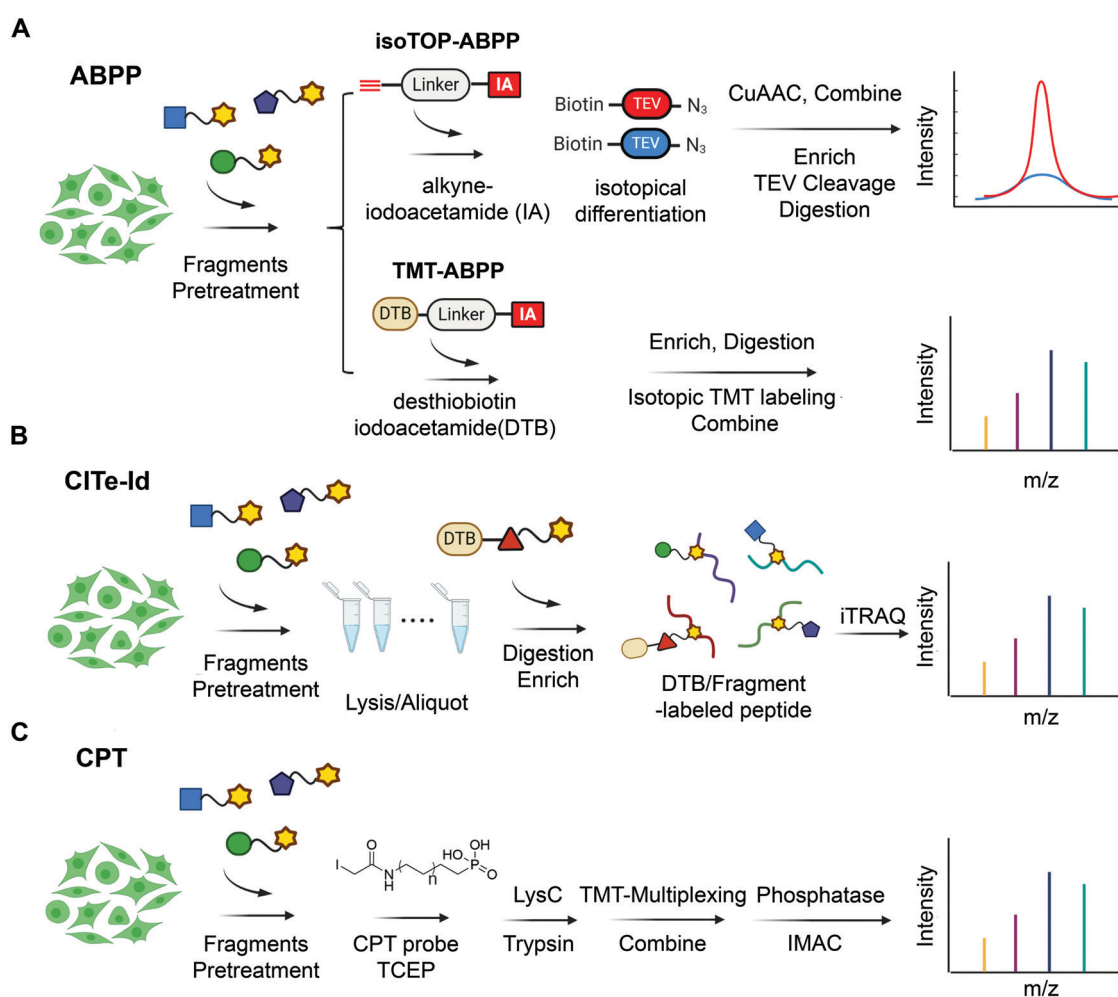 A
ABPP
Fragments
Pretreatment
isoTOP-ABPP
Linker
IA
alkyne-
iodoacetamide (IA)
Biotin
TEV
N3
Biotin
TEV
N3
isotopical
differentiation
CuAAC, Combine
Enrich
TEV Cleavage
Digestion
Intensity
TMT-ABPP
DTB
Linker
IA
desthiobiotin
iodoacetamide(DTB)
Enrich, Digestion
Isotopic TMT labeling
Combine
Intensity
m/z
B
CITe-Id
Fragments
Pretreatment
Lysis/Aliquot
DTB
Digestion
Enrich
DTB/Fragment
-labeled peptide
iTRAQ
Intensity
m/z
C
CPT
Fragments
Pretreatment
I
O
N
H
n
HO
OH
P
O
CPT probe
TCEP
LysC
Trypsin
TMT-Multiplexing
Combine
Phosphatase
IMAC
Intensity
m/z